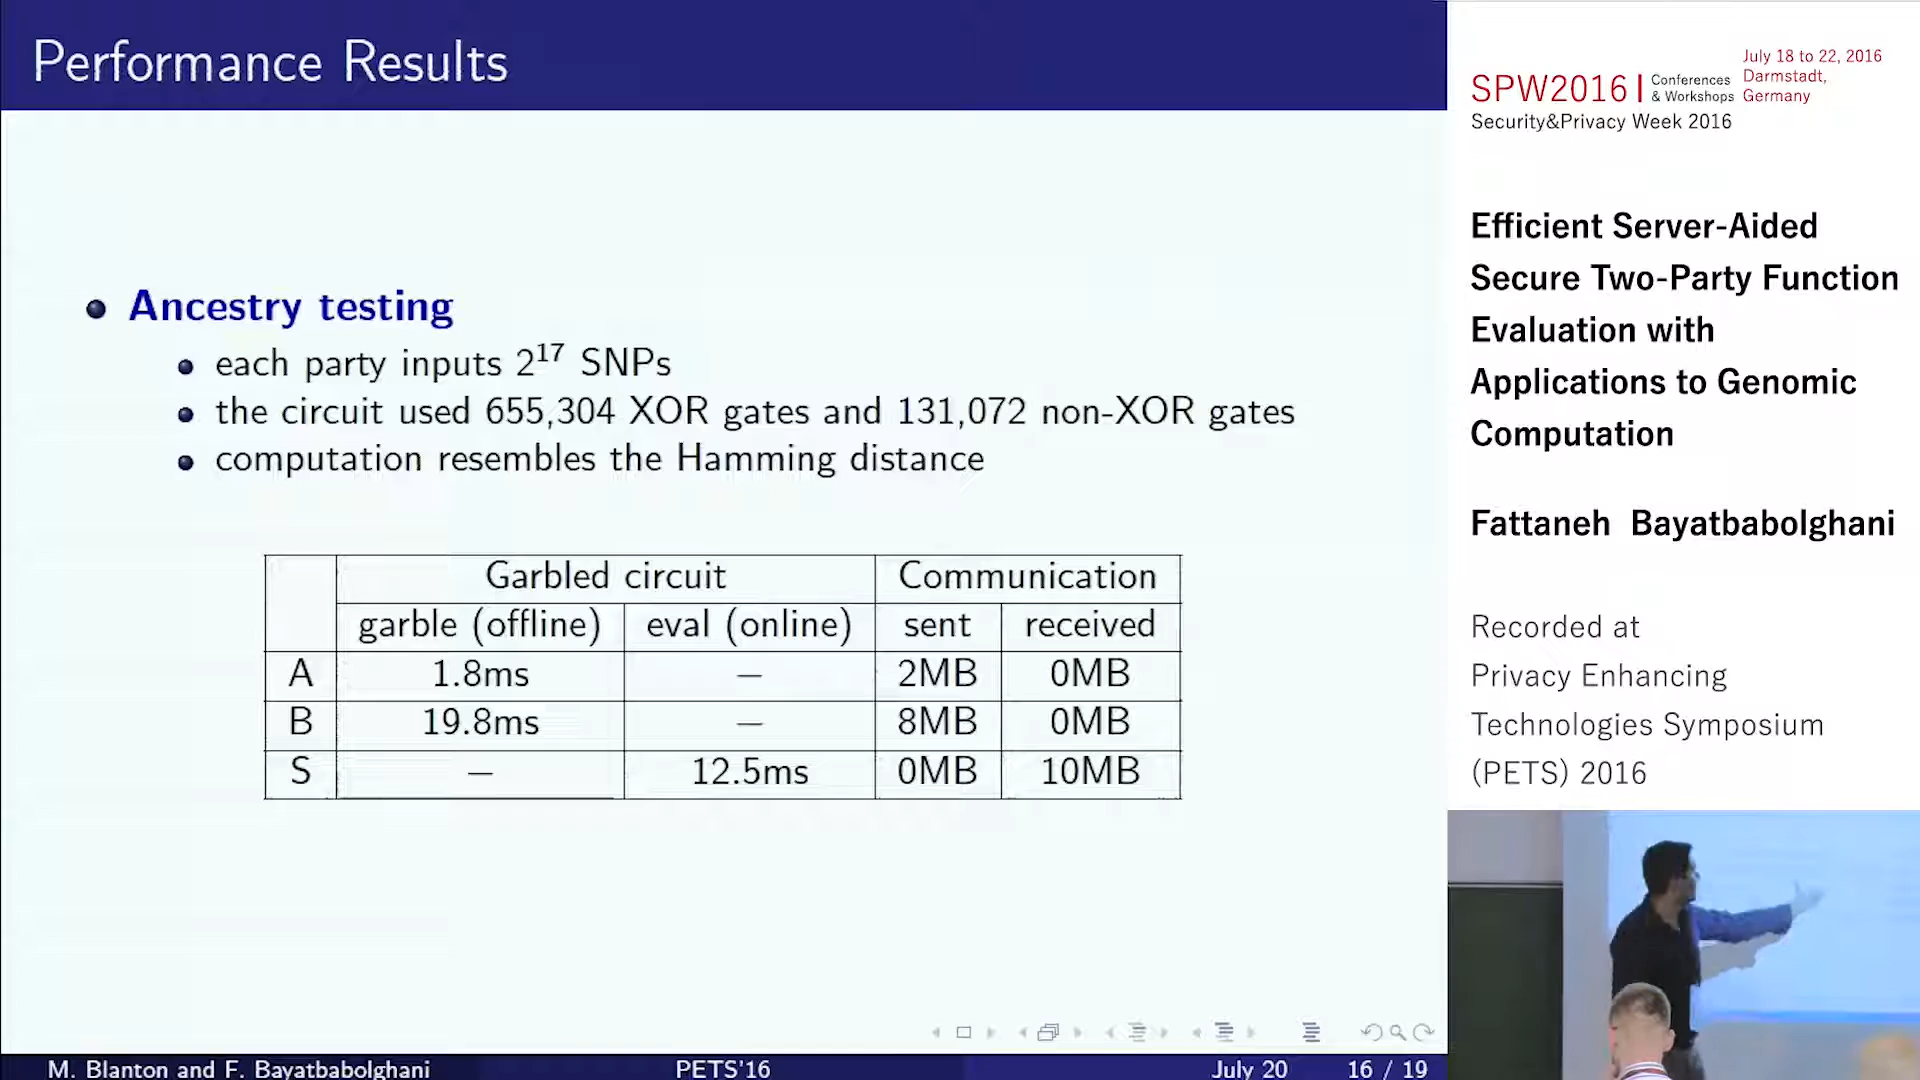 Performance Results
Ancestry testing
each party inputs 2^17 SNPs
the circuit used 655,304 XOR gates and 131,072 non-XOR gates
computation resembles the Hamming distance
Garbled circuit Communication
garble (offline) eval (online) sent received
A 1.8ms – 2MB 0MB
B 19.8ms – 8MB 0MB
S – 12.5ms 0MB 10MB
M. Blanton and F. Bayatbabolghani PETS'16 July 20 16 / 19
SPW2016 | Conferences & Workshops
July 18 to 22, 2016
Darmstadt,
Germany
Security&Privacy Week 2016
Efficient Server-Aided
Secure Two-Party Function
Evaluation with
Applications to Genomic
Computation
Fattaneh Bayatbabolghani
Recorded at
Privacy Enhancing
Technologies Symposium
(PETS) 2016